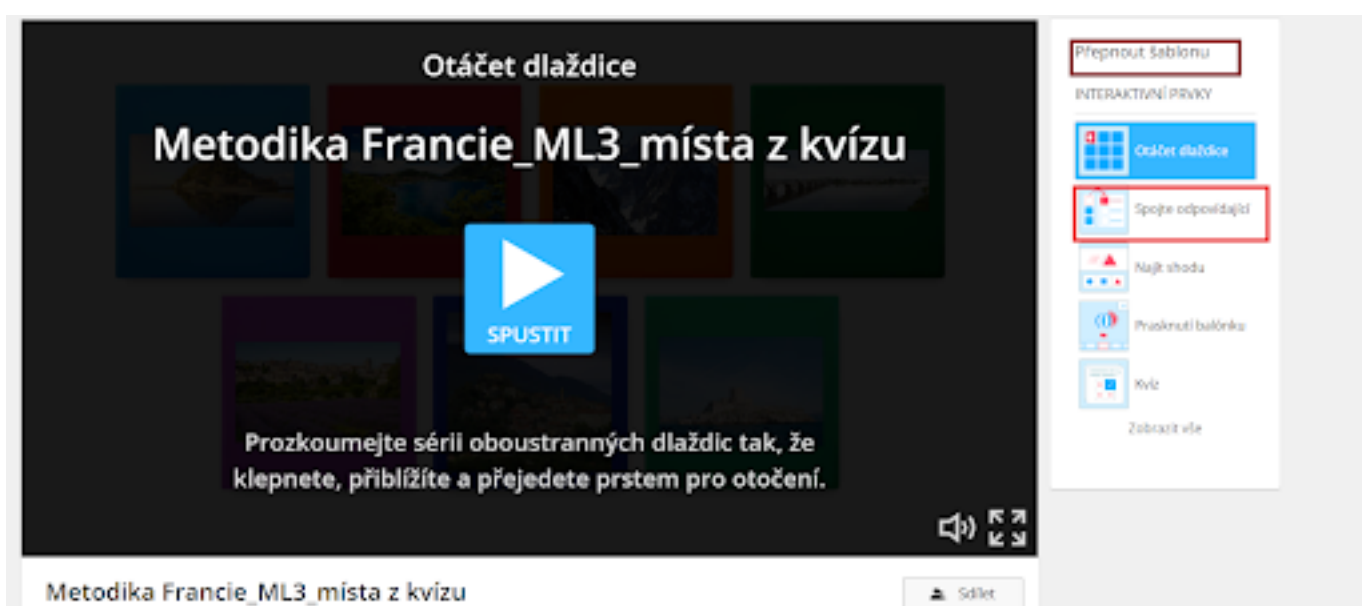 Otáčet dlaždice
Metodika Francie_ML3_místa z kvízu
SPUSTIT
Prozkoumejte sérii oboustranných dlaždic tak, že
klepnete, přiblížíte a přejedete prstem pro otočení.
Metodika Francie_ML3_místa z kvízu
Sdílet
Přepnout šablonu
INTERAKTIVNÍ PRVKY
Otáčet dlaždice
Spojte odpovídající
Najít shodu
Prasknutí balónku
Kvíz
Zobrazit vše